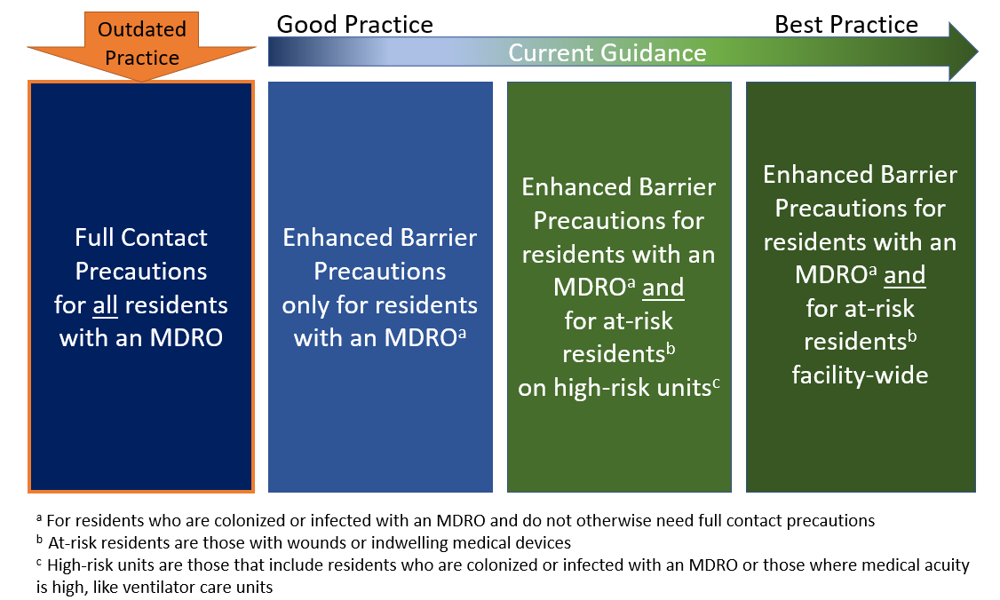 Outdated
Practice
Good Practice
Best Practice
Current Guidance
Full Contact
Precautions
for all residents
with an MDRO
Enhanced Barrier
Precautions
only for residents
with an MDROᵃ
Enhanced Barrier
Precautions for
residents with an
MDROᵃ and
for at-risk
residentsᵇ
on high-risk unitsᶜ
Enhanced Barrier
Precautions for
residents with an
MDROᵃ and
for at-risk
residentsᵇ
facility-wide
ᵃ For residents who are colonized or infected with an MDRO and do not otherwise need full contact precautions
ᵇ At-risk residents are those with wounds or indwelling medical devices
ᶜ High-risk units are those that include residents who are colonized or infected with an MDRO or those where medical acuity
is high, like ventilator care units